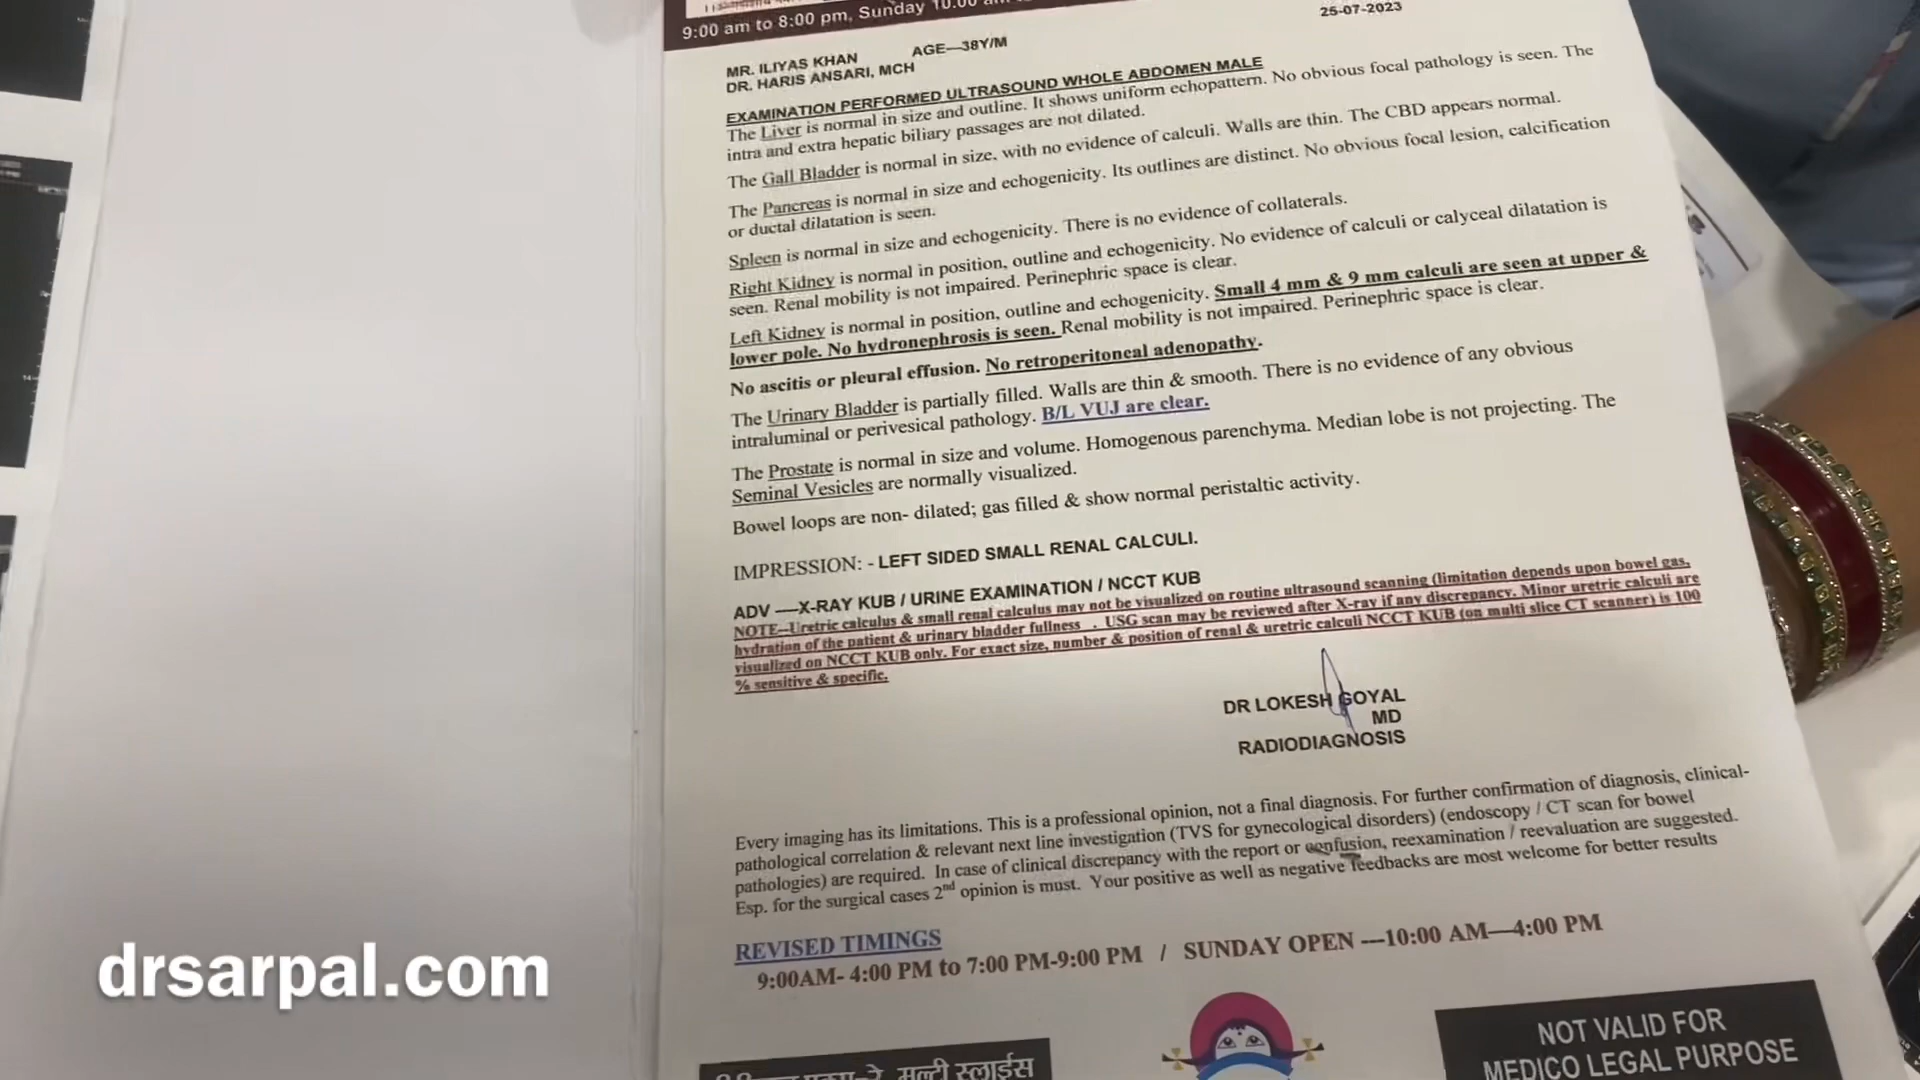 9:00 am to 8:00 pm, Sunday 10.00 am
25-07-2023
MR. ILIYAS KHAN AGE—38Y/M
DR. HARIS ANSARI, MCH
EXAMINATION PERFORMED ULTRASOUND WHOLE ABDOMEN MALE
The Liver is normal in size and outline. It shows uniform echopattern. No obvious focal pathology is seen. The
intra and extra hepatic biliary passages are not dilated.
The Gall Bladder is normal in size, with no evidence of calculi. Walls are thin. The CBD appears normal.
The Pancreas is normal in size and echogenicity. Its outlines are distinct. No obvious focal lesion, calcification
or ductal dilatation is seen.
Spleen is normal in size and echogenicity. There is no evidence of collaterals.
Right Kidney is normal in position, outline and echogenicity. No evidence of calculi or calyceal dilatation is
seen. Renal mobility is not impaired. Perinephric space is clear.
Left Kidney is normal in position, outline and echogenicity. Small 4 mm & 9 mm calculi are seen at upper &
lower pole. No hydronephrosis is seen. Renal mobility is not impaired. Perinephric space is clear.
No ascitis or pleural effusion. No retroperitoneal adenopathy.
The Urinary Bladder is partially filled. Walls are thin & smooth. There is no evidence of any obvious
intraluminal or perivesical pathology. B/L VUJ are clear.
The Prostate is normal in size and volume. Homogenous parenchyma. Median lobe is not projecting. The
Seminal Vesicles are normally visualized.
Bowel loops are non- dilated; gas filled & show normal peristaltic activity.
IMPRESSION: - LEFT SIDED SMALL RENAL CALCULI.
ADV —X-RAY KUB / URINE EXAMINATION / NCCT KUB
NOTE--Uretric calculus & small renal calculus may not be visualized on routine ultrasound scanning (limitation depends upon bowel gas,
hydration of the patient & urinary bladder fullness . USG scan may be reviewed after X-ray if any discrepancy. Minor uretric calculi are
visualized on NCCT KUB only. For exact size, number & position of renal & uretric calculi NCCT KUB (on multi slice CT scanner) is 100
% sensitive & specific.
DR LOKESH GOYAL
MD
RADIODIAGNOSIS
Every imaging has its limitations. This is a professional opinion, not a final diagnosis. For further confirmation of diagnosis, clinical-
pathological correlation & relevant next line investigation (TVS for gynecological disorders) (endoscopy / CT scan for bowel
pathologies) are required. In case of clinical discrepancy with the report or confusion, reexamination / reevaluation are suggested.
Esp. for the surgical cases 2nd opinion is must. Your positive as well as negative feedbacks are most welcome for better results
REVISED TIMINGS
9:00AM- 4:00 PM to 7:00 PM-9:00 PM / SUNDAY OPEN ---10:00 AM—4:00 PM
drsarpal.com
NOT VALID FOR
MEDICO LEGAL PURPOSE
मल्टी स्लाईस